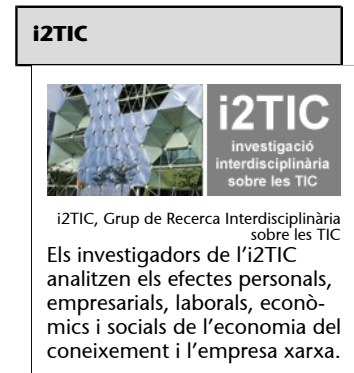 i2TIC
i2TIC
investigació
interdisciplinària
sobre les TIC
i2TIC, Grup de Recerca Interdisciplinària
sobre les TIC
Els investigadors de l’i2TIC
analitzen els efectes personals,
empresarials, laborals, econò-
mics i socials de l’economia del
coneixement i l’empresa xarxa.